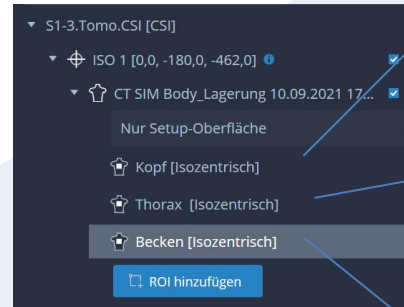 S1-3.Tomo.CSI [CSI]
ISO 1 [0,0, -180,0, -462,0]
CT SIM Body_Lagerung 10.09.2021 17...
Nur Setup-Oberfläche
Kopf [Isozentrisch]
Thorax [Isozentrisch]
Becken [Isozentrisch]
ROI hinzufügen